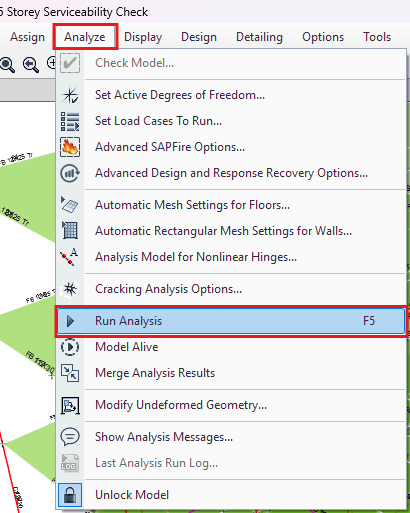 5 Storey Serviceability Check
Assign Analyze Display Design Detailing Options Tools
Check Model...
Set Active Degrees of Freedom...
Set Load Cases To Run...
Advanced SAPFire Options...
Advanced Design and Response Recovery Options...
Automatic Mesh Settings for Floors...
Automatic Rectangular Mesh Settings for Walls...
Analysis Model for Nonlinear Hinges...
Cracking Analysis Options...
Run Analysis F5
Model Alive
Merge Analysis Results
Modify Undeformed Geometry...
Show Analysis Messages...
Last Analysis Run Log...
Unlock Model